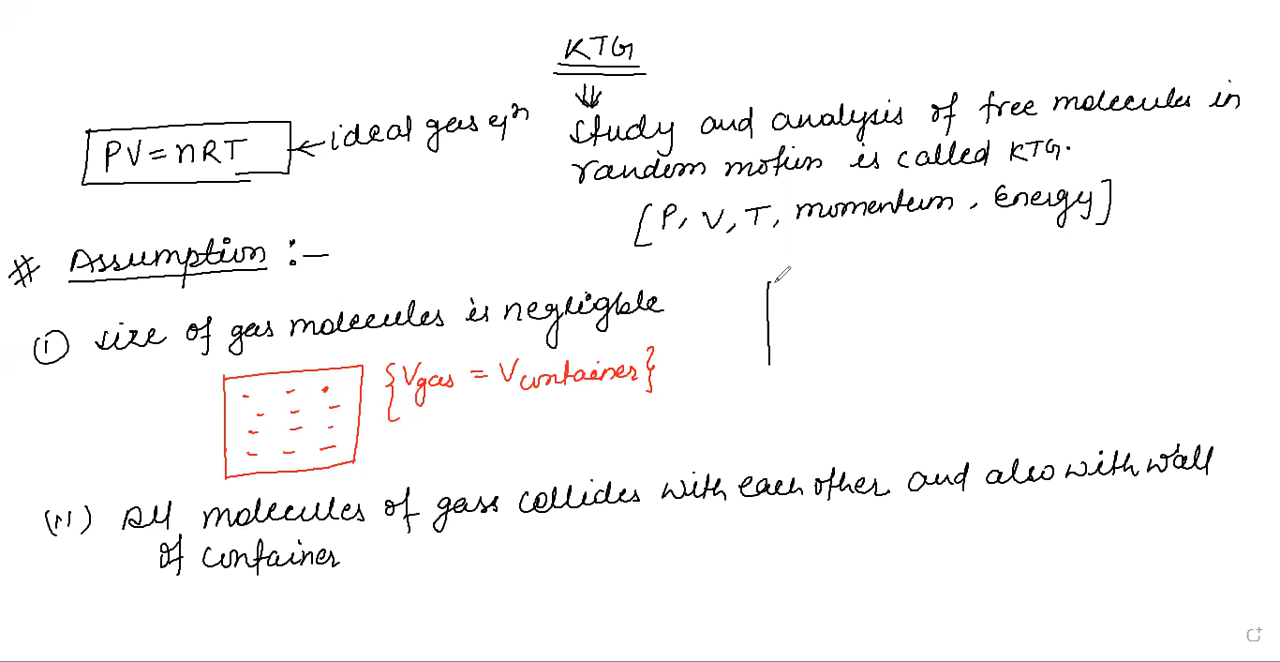 KTG
PV = nRT ← ideal gas eqn
Study and analysis of free molecules in
random motion is called KTG.
[P, V, T, momentum, Energy]
# Assumption :-
(i) size of gas molecules is negligble
{Vgas = Vcontainer}
(ii) All molecules of gass collides with each other and also with wall
of container